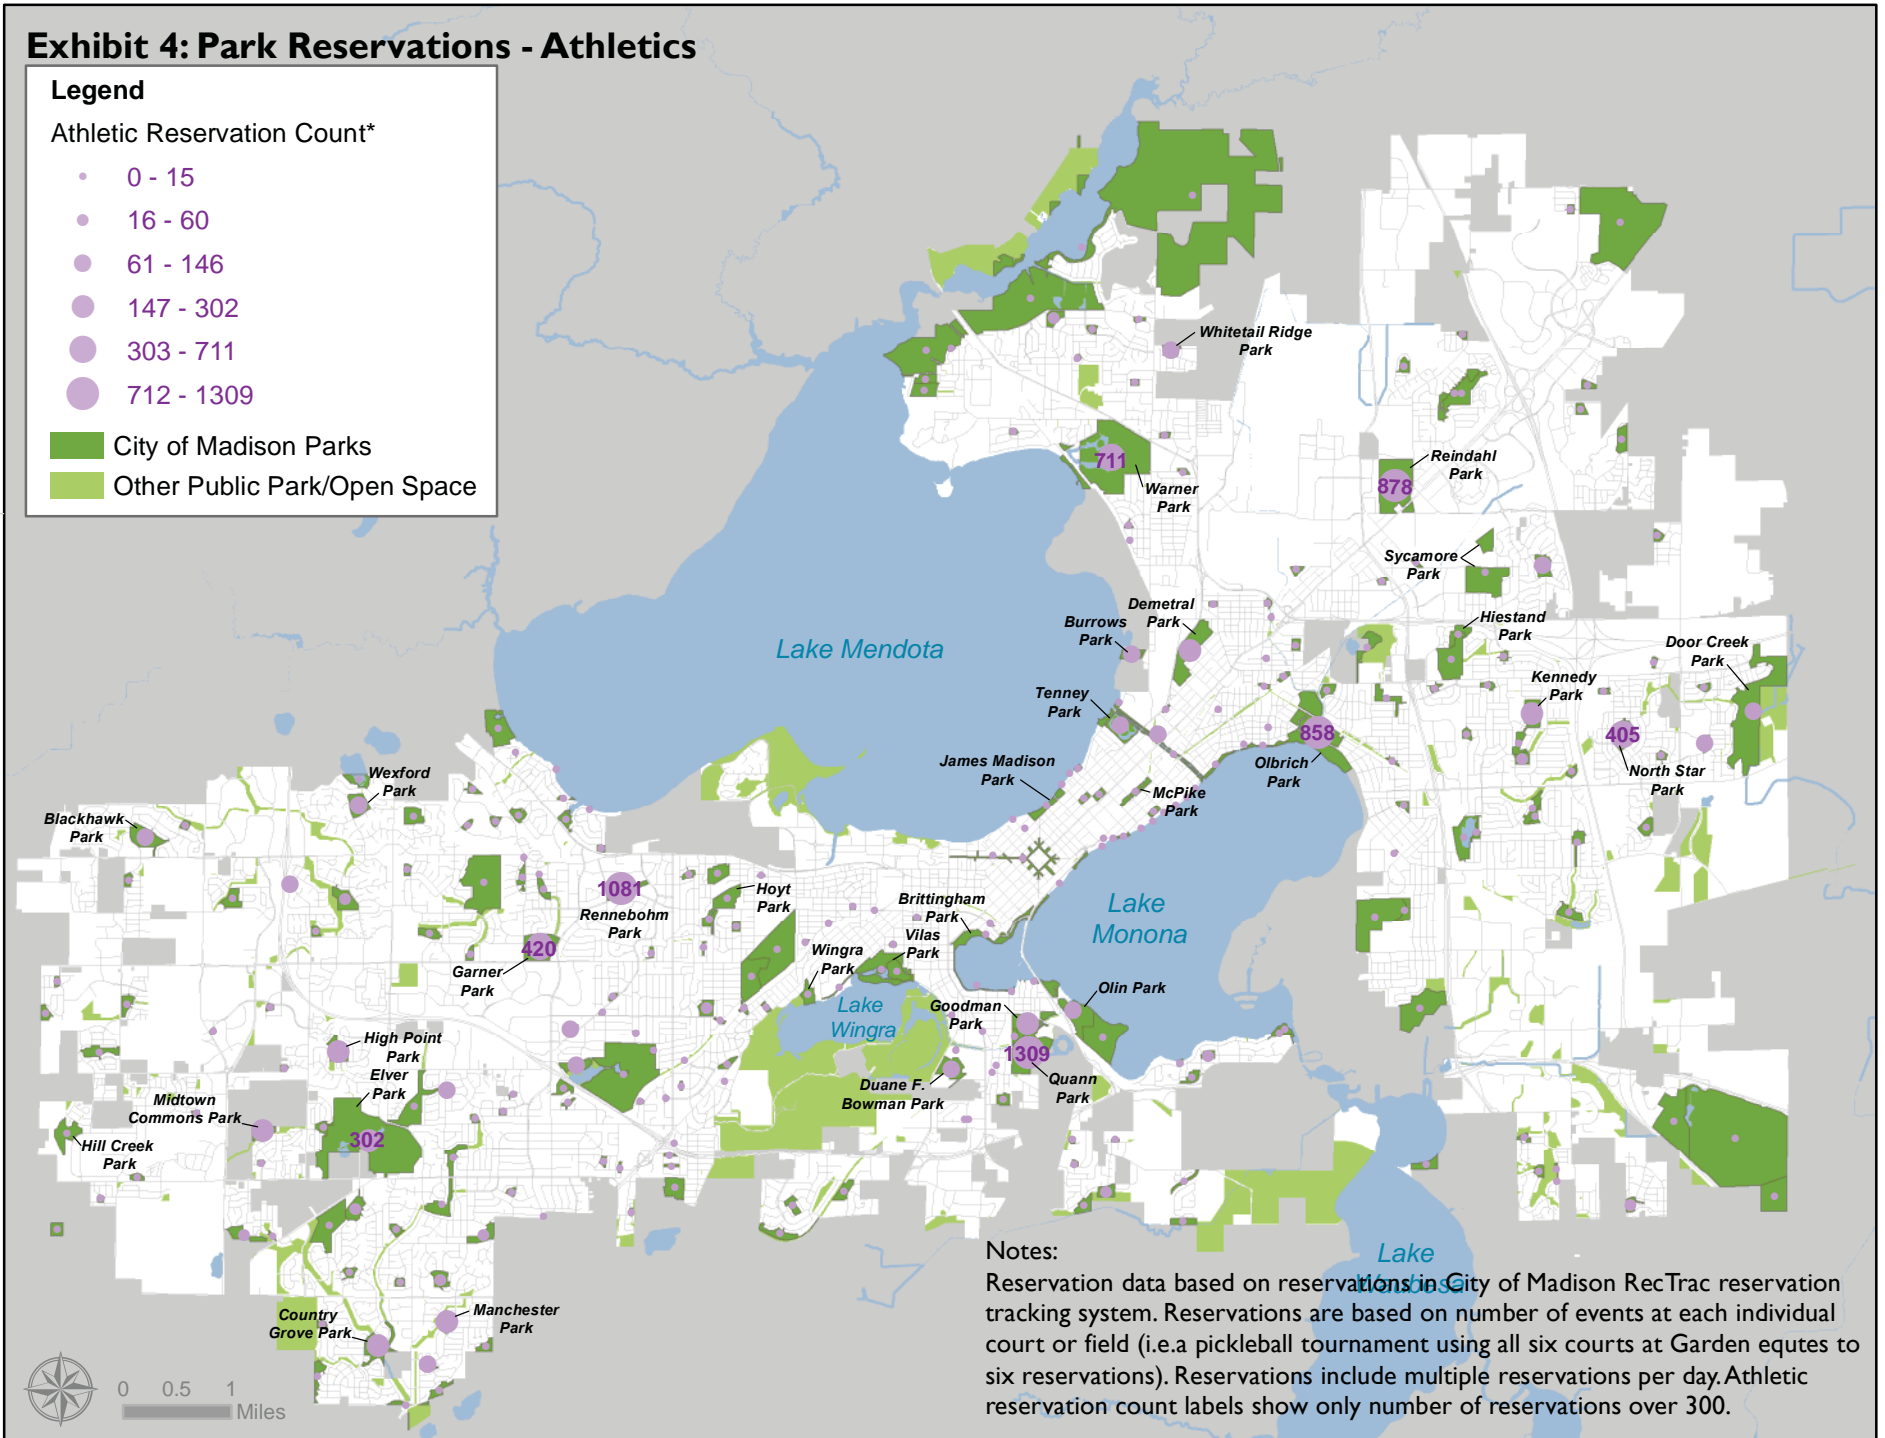 Exhibit 4: Park Reservations - Athletics
Legend
Athletic Reservation Count*
0 - 15
16 - 60
61 - 146
147 - 302
303 - 711
712 - 1309
City of Madison Parks
Other Public Park/Open Space
Whitetail Ridge
Park
711
Warner
Park
Reindahl
Park
878
Sycamore
Park
Demetral
Park
Burrows
Park
Hiestand
Park
Door Creek
Park
Lake Mendota
Kennedy
Park
Tenney
Park
858
Olbrich
Park
405
North Star
Park
James Madison
Park
McPike
Park
Wexford
Park
Blackhawk
Park
1081
Rennebohm
Park
Hoyt
Park
Brittingham
Park
Lake
Monona
420
Garner
Park
Vilas
Park
Wingra
Park
Lake
Wingra
Olin Park
Goodman
Park
1309
Quann
Park
Duane F.
Bowman Park
High Point
Park
Elver
Park
Midtown
Commons Park
302
Hill Creek
Park
Country
Grove Park
Manchester
Park
Lake
Waubesa
0 0.5 1
Miles
Notes:
Reservation data based on reservations in City of Madison RecTrac reservation
tracking system. Reservations are based on number of events at each individual
court or field (i.e.a pickleball tournament using all six courts at Garden equtes to
six reservations). Reservations include multiple reservations per day. Athletic
reservation count labels show only number of reservations over 300.